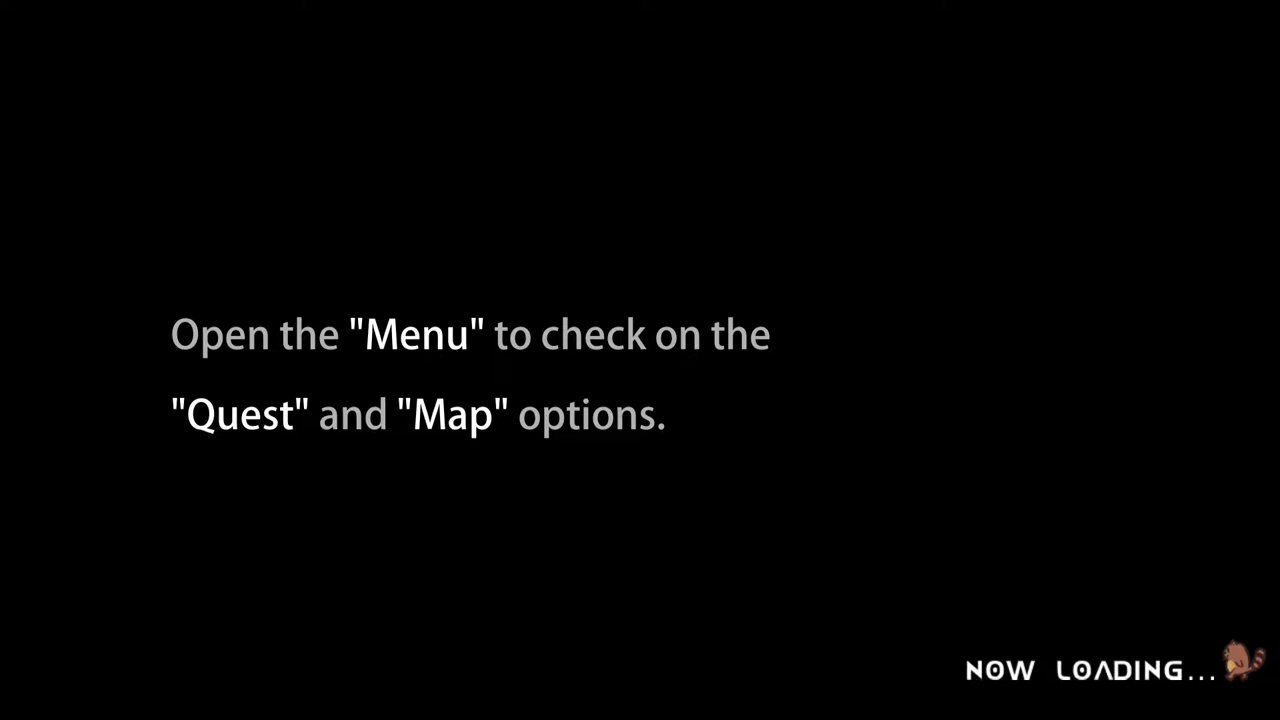 Open the "Menu" to check on the
"Quest" and "Map" options.
NOW LOADING...